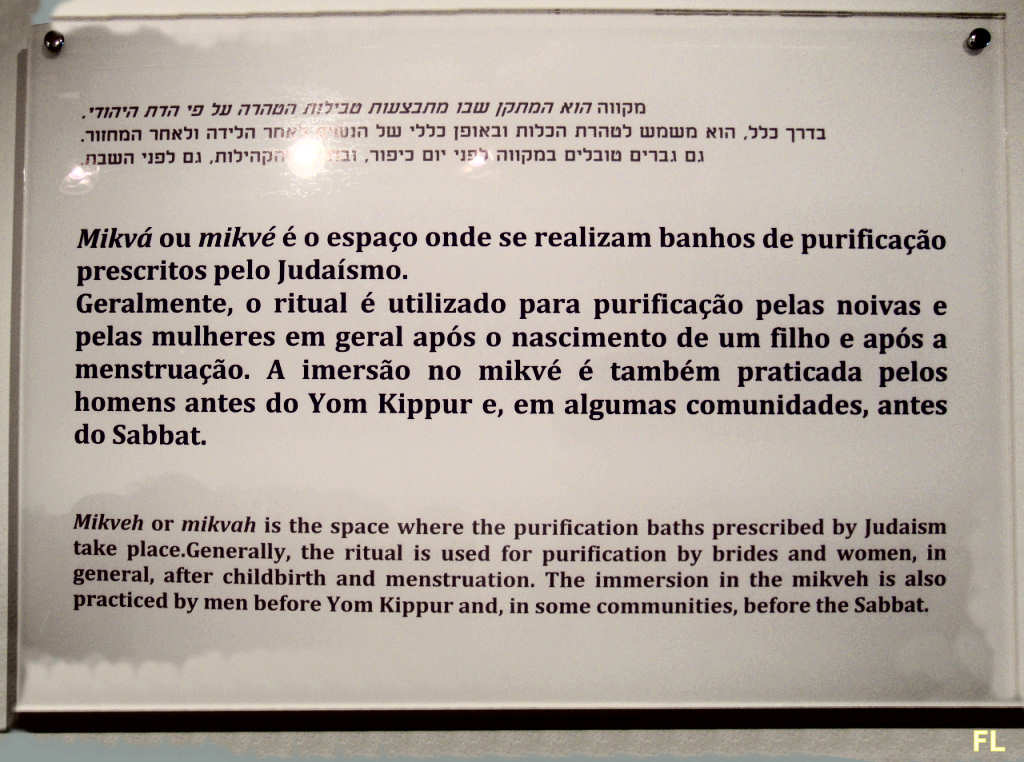 מקווה הוא המתקן שבו מתבצעות טבילות הטהרה על פי הדת היהודי.
בדרך כלל, הוא משמש לטהרת הכלות ובאופן כללי של לאחר הלידה ולאחר המחזור.
גם גברים טובלים במקווה לפני יום כיפור, הקהילות, גם לפני השבת.
Mikvá ou mikvé é o espaço onde se realizam banhos de purificação
prescritos pelo Judaísmo.
Geralmente, o ritual é utilizado para purificação pelas noivas e
pelas mulheres em geral após o nascimento de um filho e após a
menstruação. A imersão no mikvé é também praticada pelos
homens antes do Yom Kippur e, em algumas comunidades, antes
do Sabbat.
Mikveh or mikvah is the space where the purification baths prescribed by Judaism
take place.Generally, the ritual is used for purification by brides and women, in
general, after childbirth and menstruation. The immersion in the mikveh is also
practiced by men before Yom Kippur and, in some communities, before the Sabbat.
FL